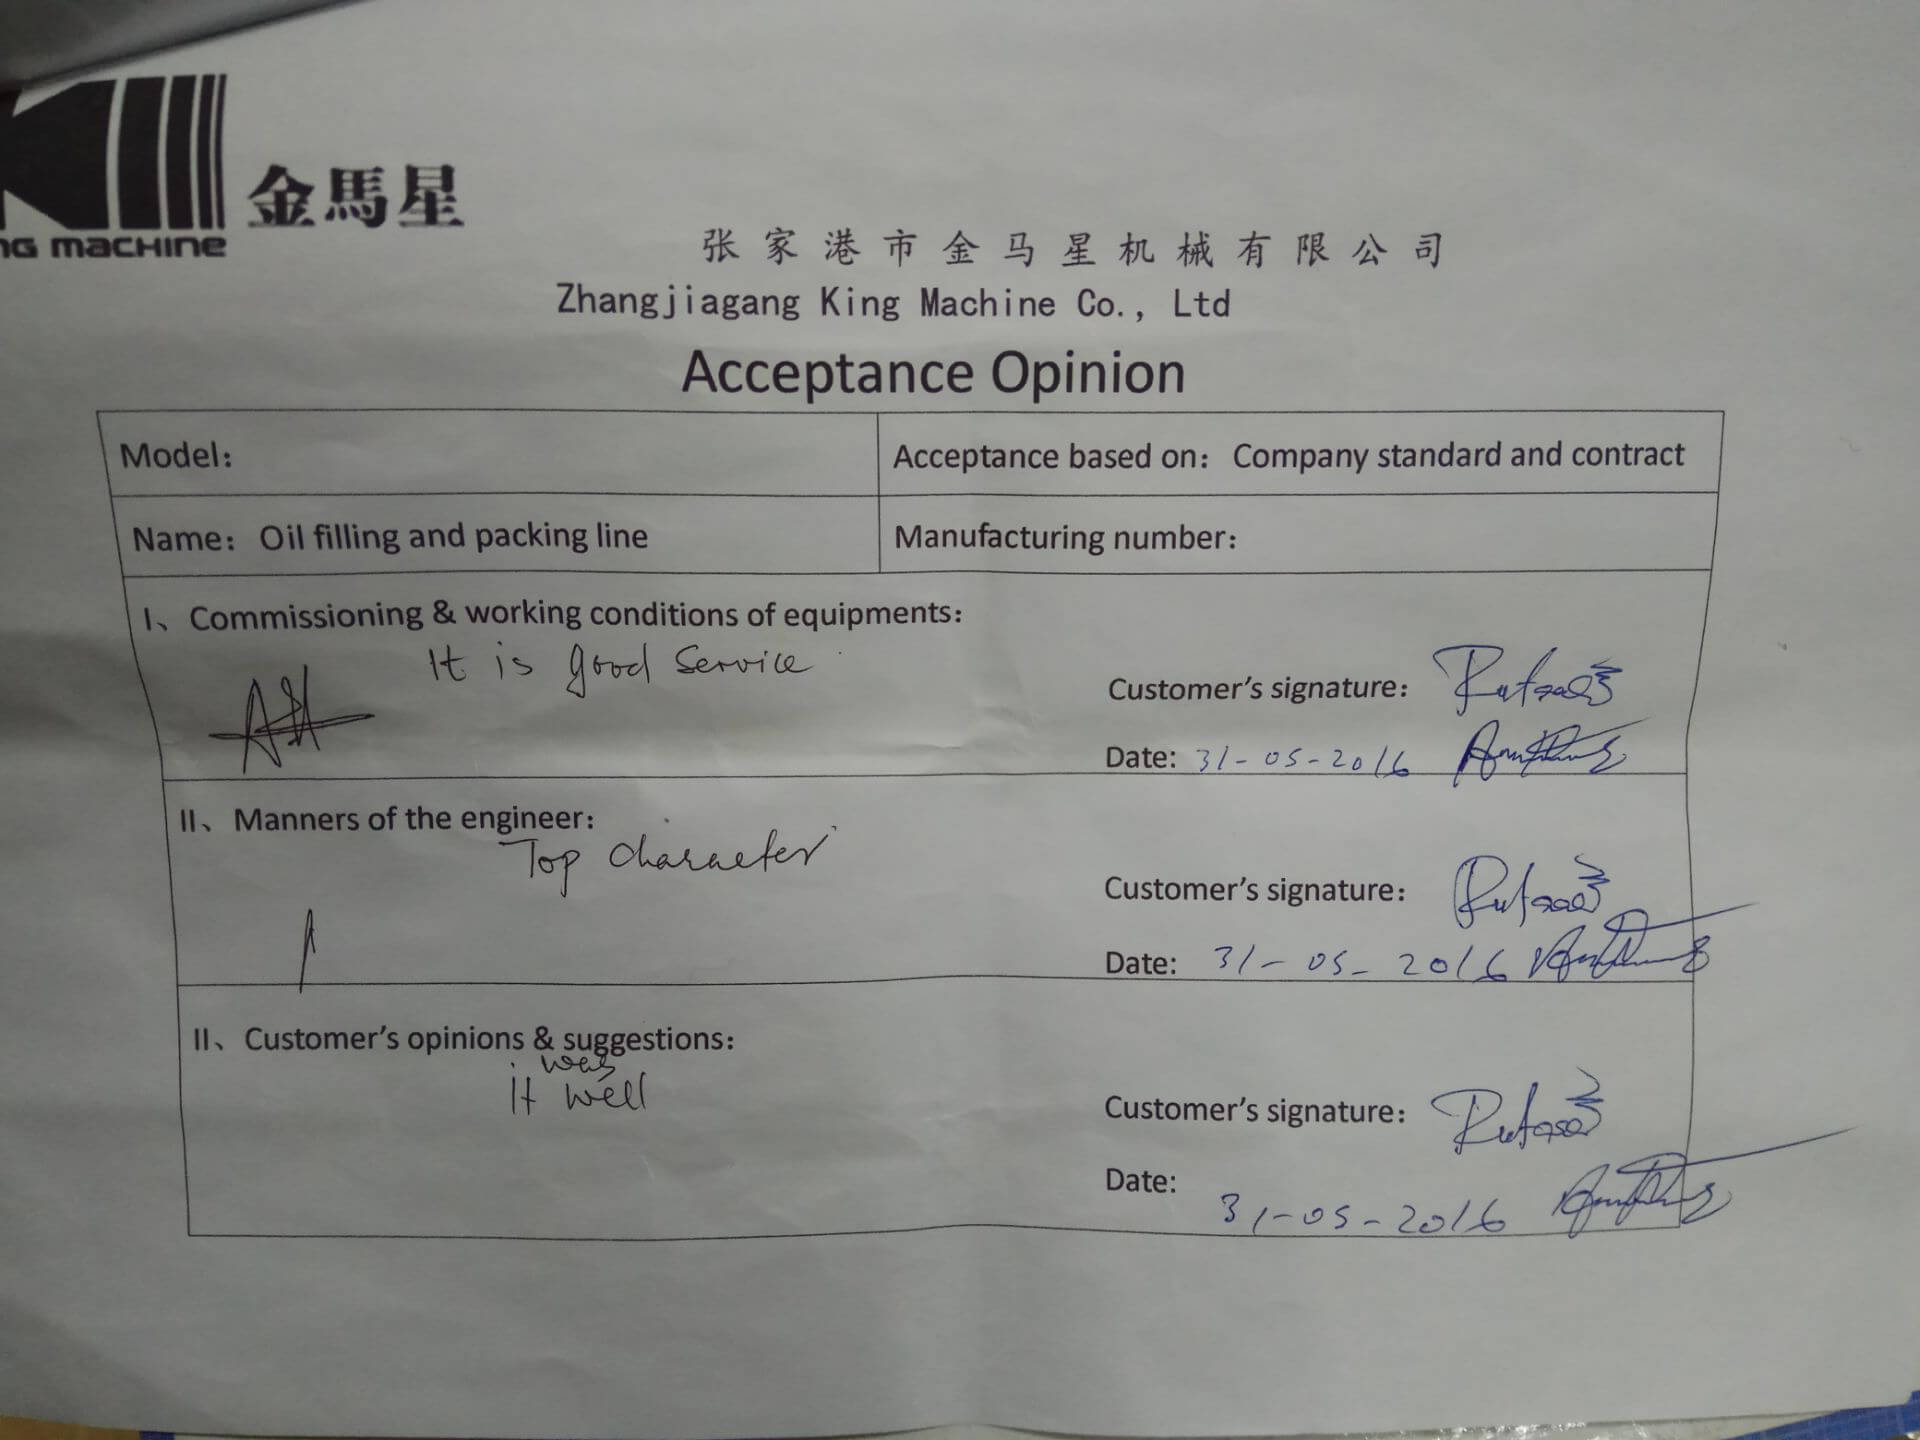 金馬星
NG MACHINE
张家港市金马星机械有限公司
Zhangjiagang King Machine Co., Ltd
Acceptance Opinion
Model:
Acceptance based on: Company standard and contract
Name: Oil filling and packing line
Manufacturing number:
I、Commissioning & working conditions of equipments:
It is good service
Customer's signature:
Date: 31-05-2016
II、Manners of the engineer:
Top character
Customer's signature:
Date: 31-05-2016
II、Customer's opinions & suggestions:
was
it well
Customer's signature:
Date:
31-05-2016